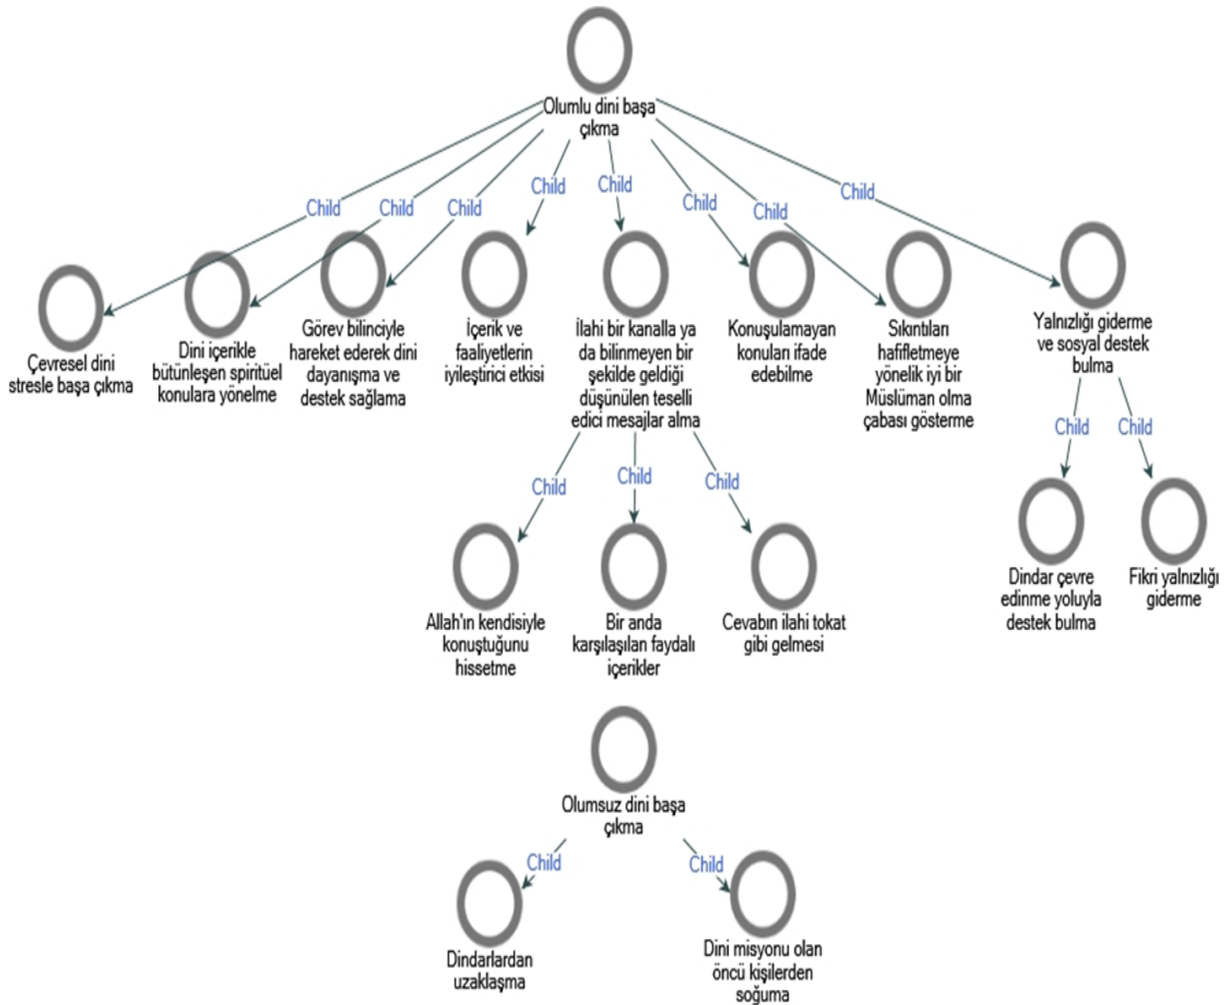 Olumlu dini başa
çıkma
Child
Child
Child
Child
Child
Child
Child
Child
Çevresel dini
stresle başa çıkma
Dini içerikle
bütünleşen spiritüel
konulara yönelme
Görev bilinciyle
hareket ederek dini
dayanışma ve
destek sağlama
İçerik ve
faaliyetlerin
iyileştirici etkisi
İlahi bir kanalla ya
da bilinmeyen bir
şekilde geldiği
düşünülen teselli
edici mesajlar alma
Konuşulamayan
konuları ifade
edebilme
Sıkıntıları
hafifletmeye
yönelik iyi bir
Müslüman olma
çabası gösterme
Yalnızlığı giderme
ve sosyal destek
bulma
Child
Child
Child
Child
Child
Allah'ın kendisiyle
konuştuğunu
hissetme
Bir anda
karşılaşılan faydalı
içerikler
Cevabın ilahi tokat
gibi gelmesi
Dindar çevre
edinme yoluyla
destek bulma
Fikri yalnızlığı
giderme
Olumsuz dini başa
çıkma
Child
Child
Dindarlardan
uzaklaşma
Dini misyonu olan
öncü kişilerden
soğuma